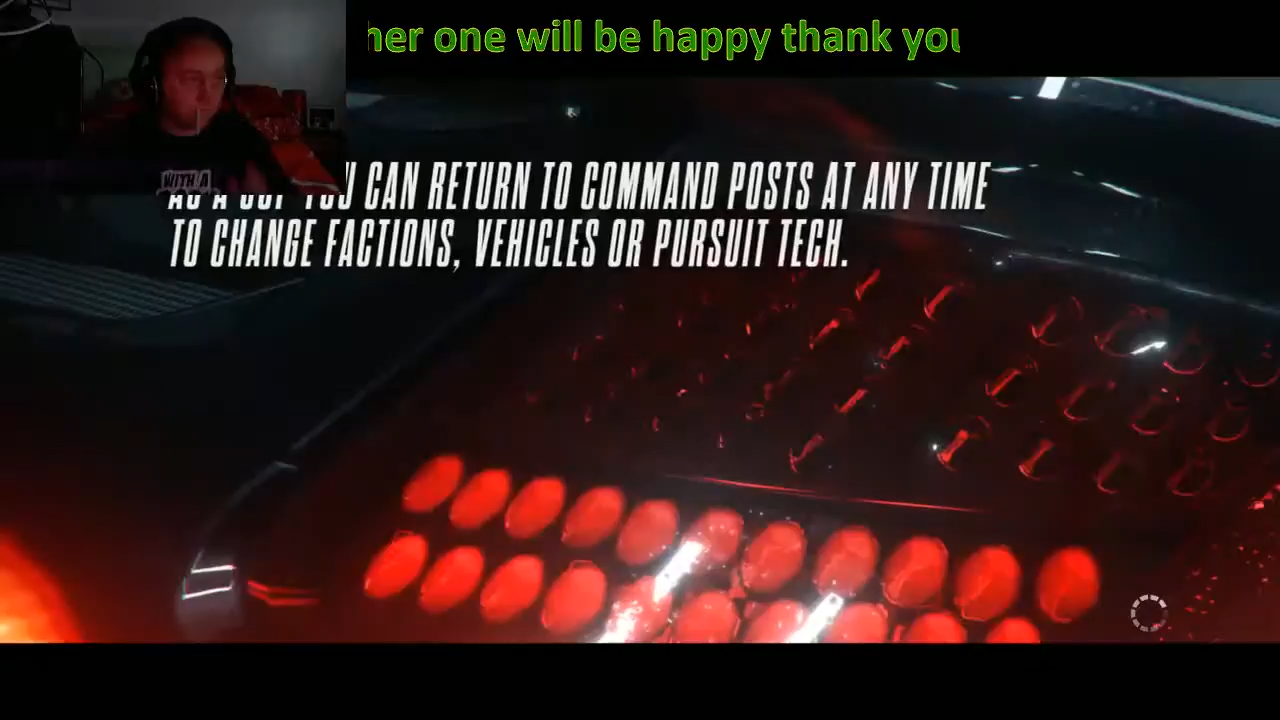 her one will be happy thank you
WITH A
YOU CAN RETURN TO COMMAND POSTS AT ANY TIME
TO CHANGE FACTIONS, VEHICLES OR PURSUIT TECH.